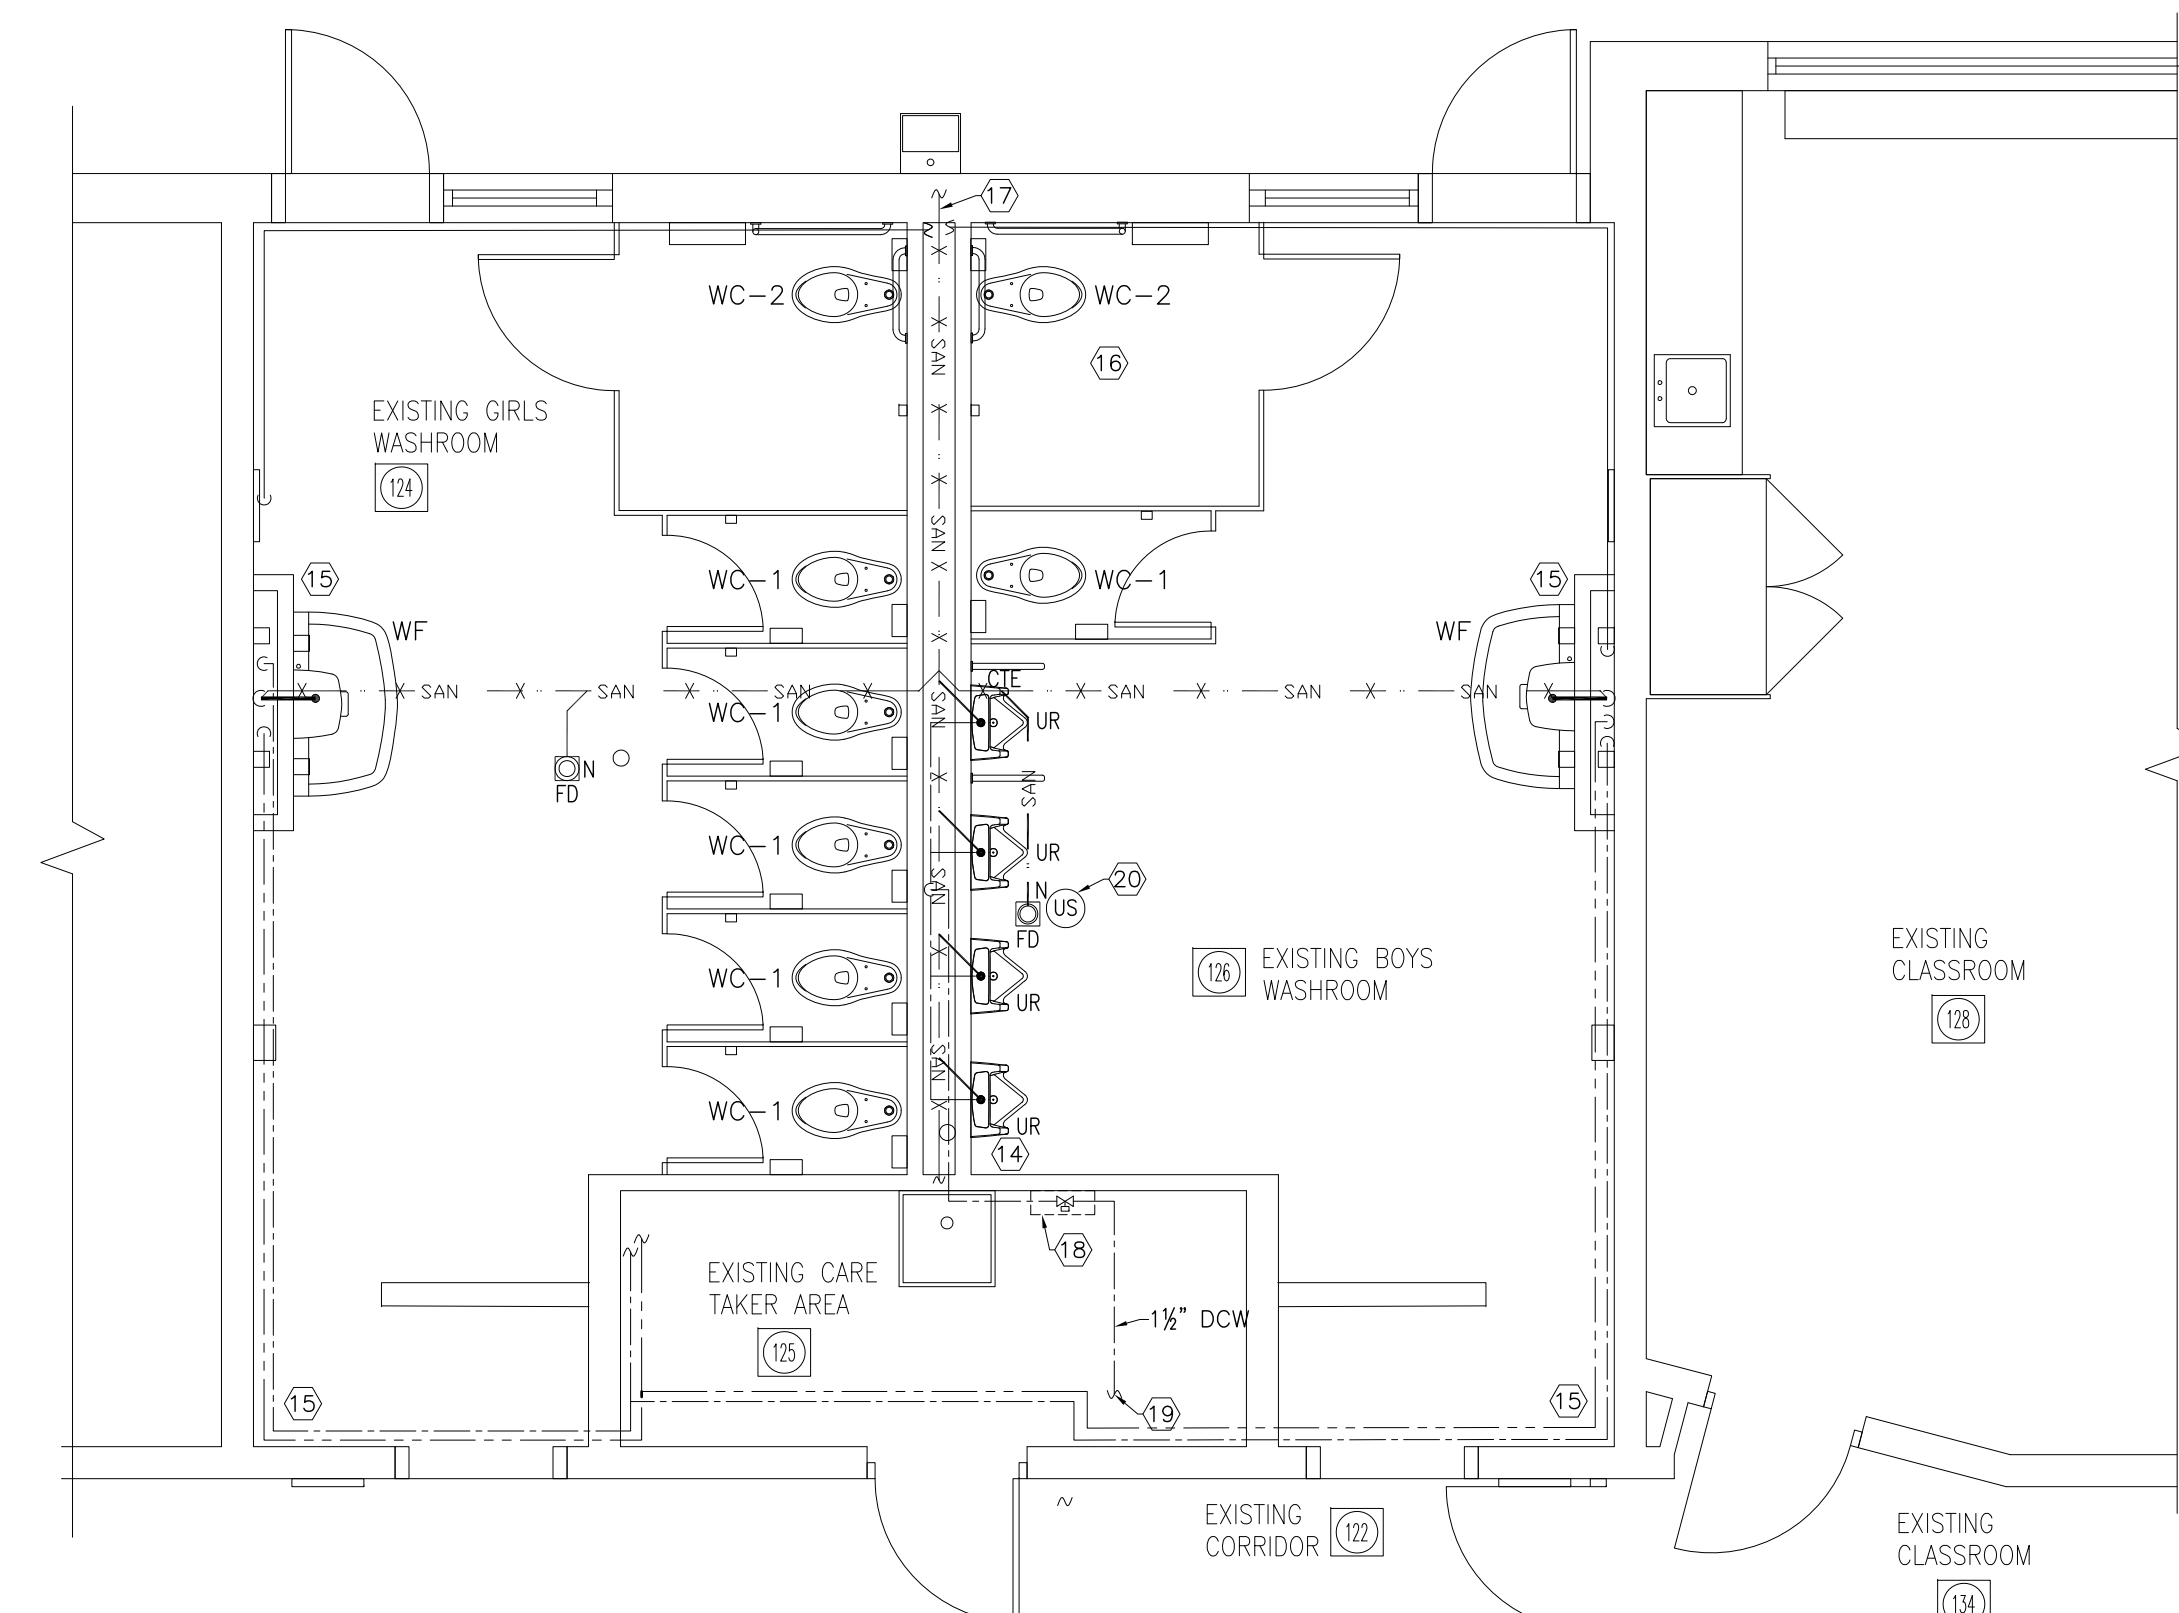 17
WC-2
WC-2
SAN
16
EXISTING GIRLS
WASHROOM
124
SAN
15
WC-1
WC-1
15
WF
WF
CTE
SAN
SAN
SAN
SAN
SAN
SAN
WC-1
SAN
UR
N
FD
SAN
WC-1
UR
SAN
N
US
20
FD
EXISTING
CLASSROOM
128
126
EXISTING BOYS
WASHROOM
WC-1
UR
SAN
WC-1
UR
14
18
EXISTING CARE
TAKER AREA
125
1½" DCW
15
19
15
EXISTING
CORRIDOR
122
EXISTING
CLASSROOM
134